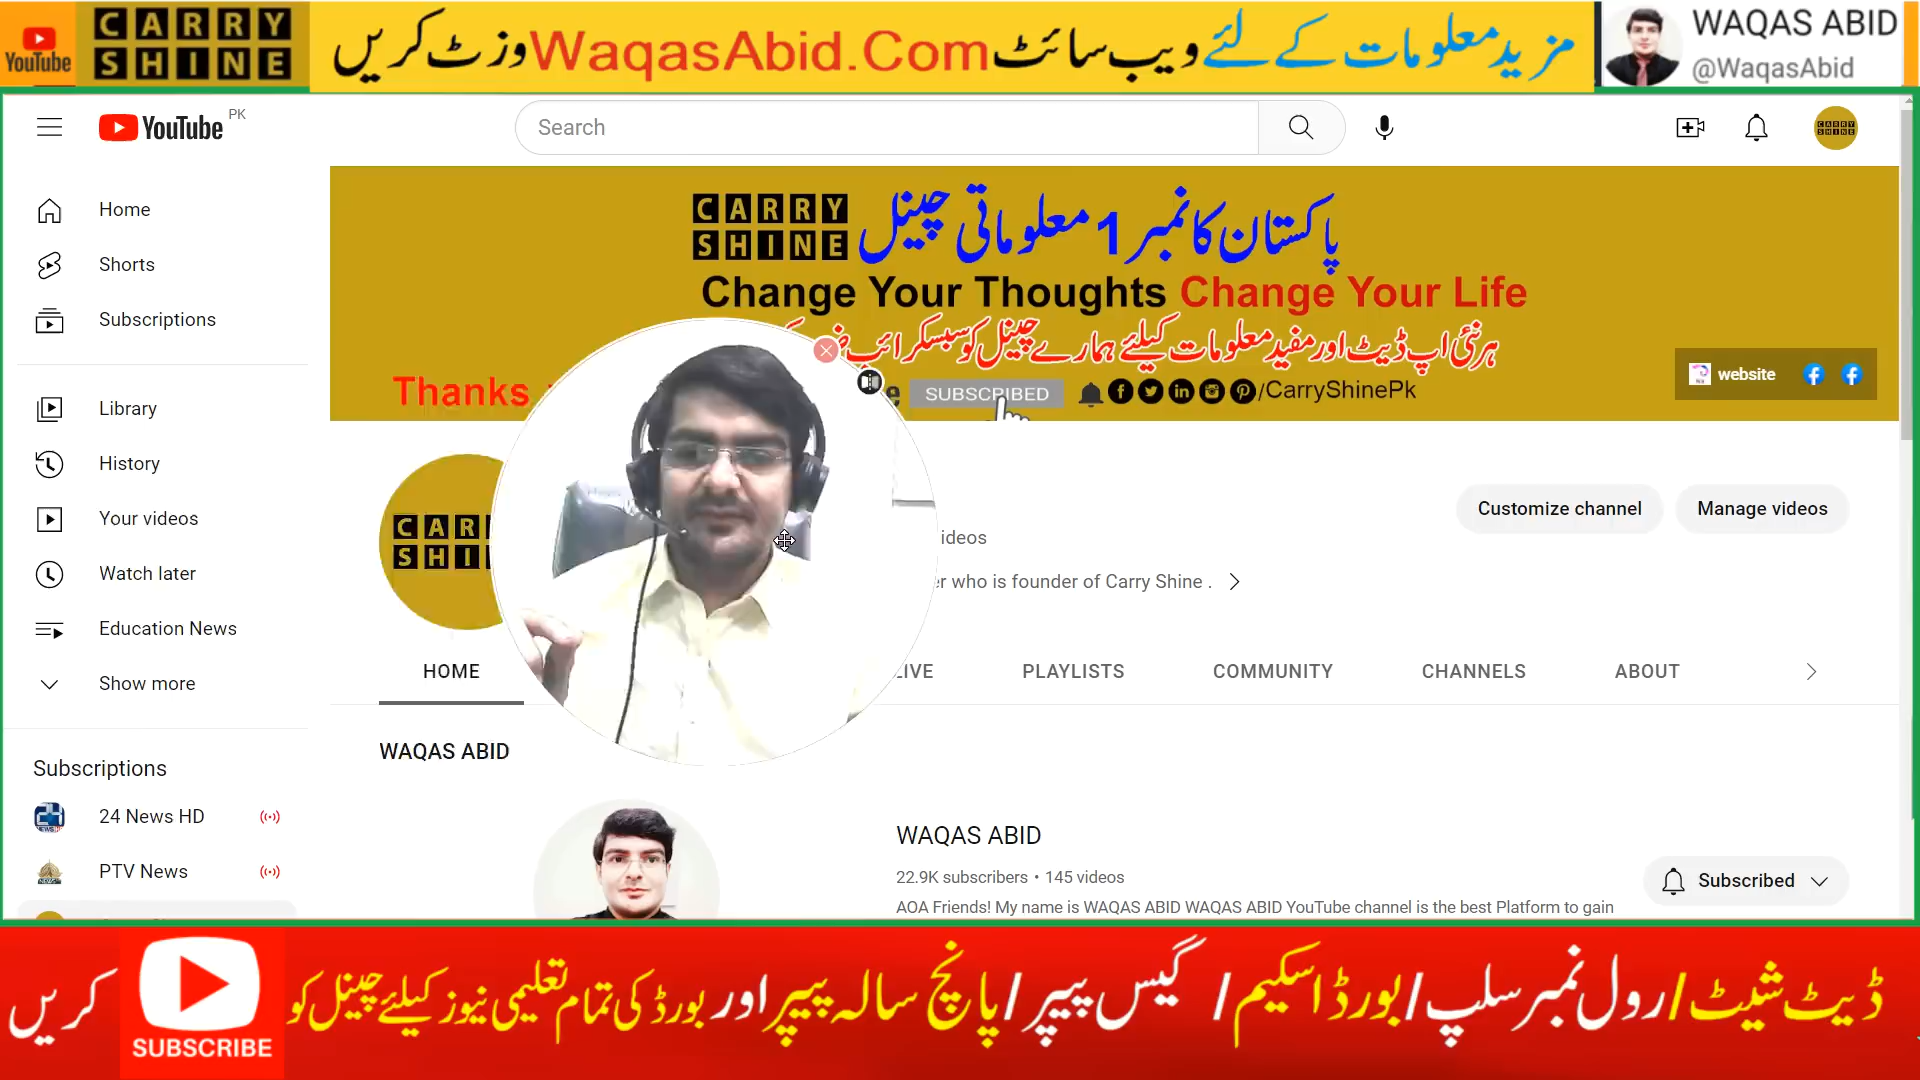 YouTube
CARRY
SHINE
مزید معلومات کے لئے ویب سائٹ WaqasAbid.Com وزٹ کریں
WAQAS ABID
@WaqasAbid
YouTube PK
Search
Home
Shorts
Subscriptions
Library
History
Your videos
Watch later
Education News
Show more
Subscriptions
24 News HD
PTV News
CARRY
SHINE
پاکستان کا نمبر 1 معلوماتی چینل
Change Your Thoughts Change Your Life
ہر نئی اپ ڈیٹ اور مفید معلومات کیلئے ہمارے چینل کو سبسکرائب
Thanks
SUBSCRIBED
/CarryShinePk
website
CAR
SHI
ideos
er who is founder of Carry Shine .
Customize channel
Manage videos
HOME
LIVE
PLAYLISTS
COMMUNITY
CHANNELS
ABOUT
WAQAS ABID
WAQAS ABID
22.9K subscribers • 145 videos
AOA Friends! My name is WAQAS ABID WAQAS ABID YouTube channel is the best Platform to gain
Subscribed
ڈیٹ شیٹ/رول نمبر سلپ/بورڈ اسکیم/گیس پیپر/پانچ سالہ پیپر اور بورڈ کی تمام تعلیمی نیوز کیلئے چینل کو SUBSCRIBE کریں